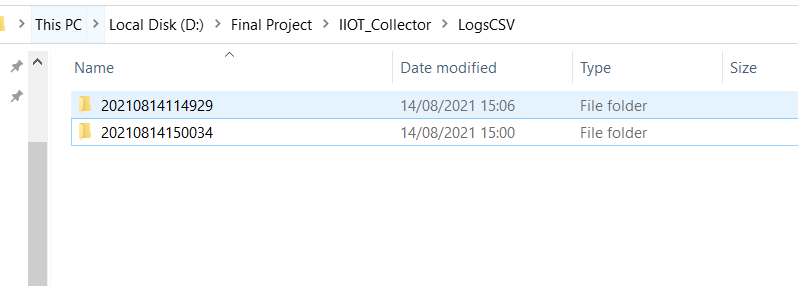 This PC > Local Disk (D:) > Final Project > IIOT_Collector > LogsCSV
Name Date modified Type Size
20210814114929 14/08/2021 15:06 File folder
20210814150034 14/08/2021 15:00 File folder